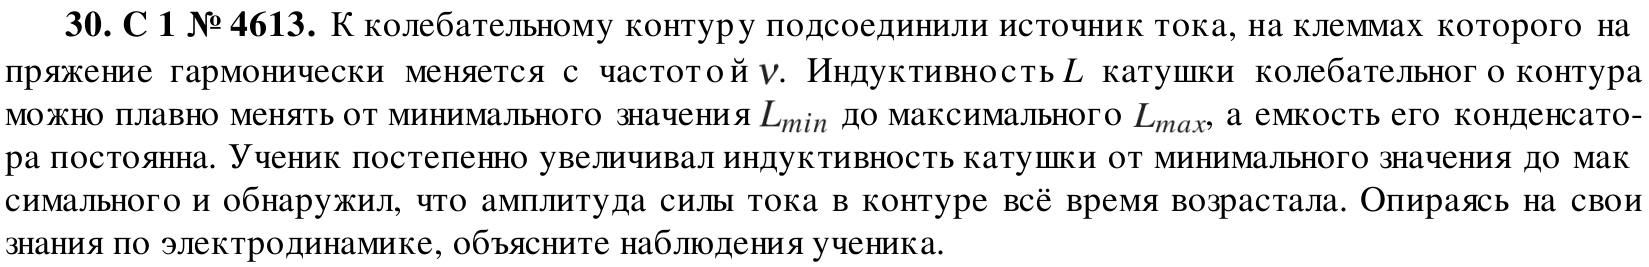 30. С 1 № 4613. К колебательному контуру подсоединили источник тока, на клеммах которого на
пряжение гармонически меняется с частотой ν. Индуктивность L катушки колебательног о контура
можно плавно менять от минимального значения Lmin до максимального Lmax, а емкость его конденсато-
ра постоянна. Ученик постепенно увеличивал индуктивность катушки от минимального значения до мак
симального и обнаружил, что амплитуда силы тока в контуре всё время возрастала. Опираясь на свои
знания по электродинамике, объясните наблюдения ученика.